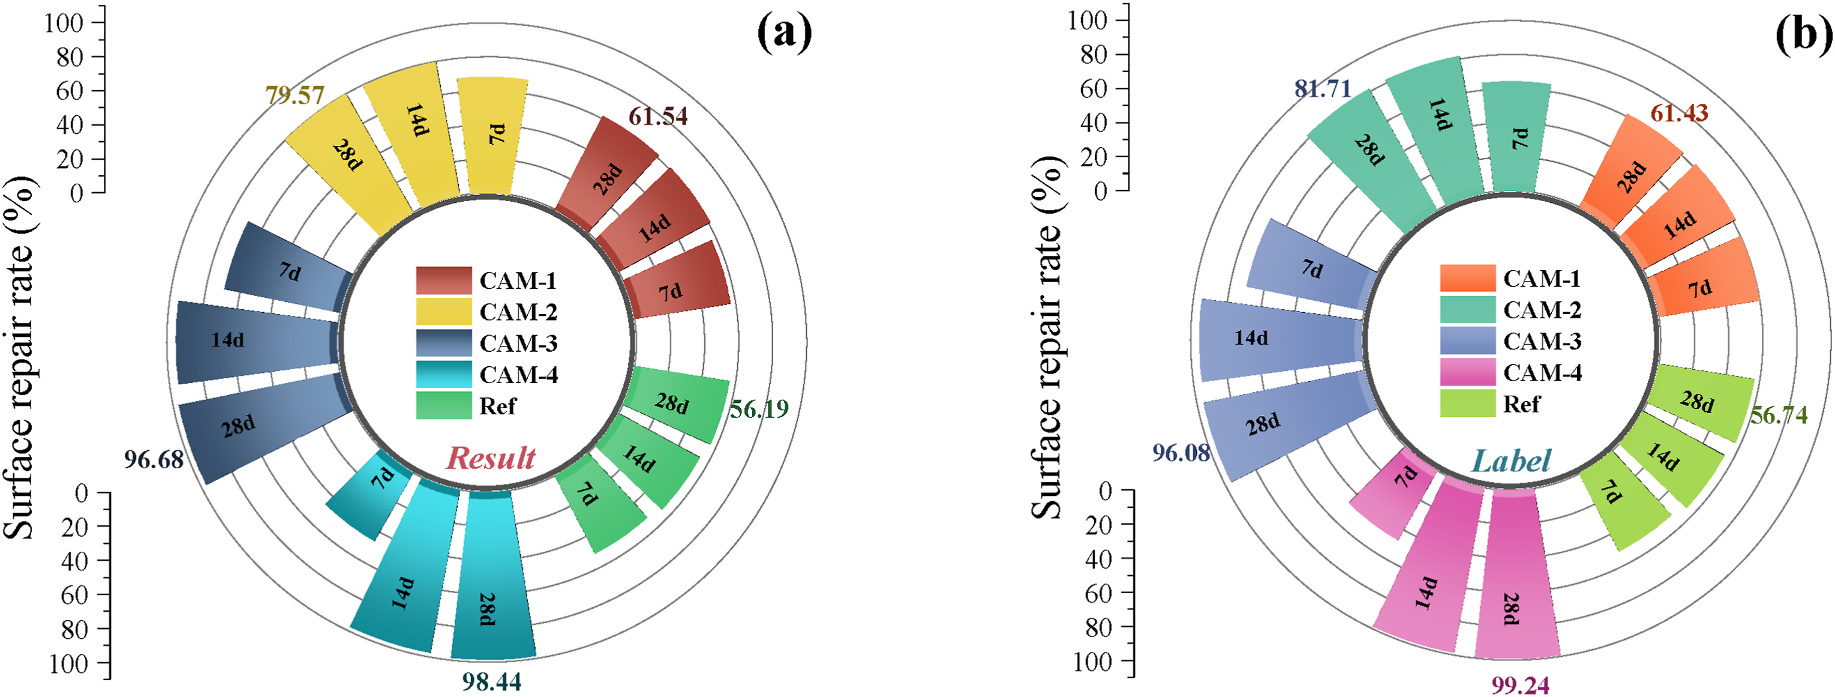 (a)
Surface repair rate (%)
100
80
60
40
20
0
0
20
40
60
80
100
79.57
61.54
56.19
98.44
96.68
28d
14d
7d
28d
14d
7d
7d
14d
28d
7d
14d
28d
28d
14d
7d
CAM-1
CAM-2
CAM-3
CAM-4
Ref
Result
(b)
Surface repair rate (%)
100
80
60
40
20
0
0
20
40
60
80
100
81.71
61.43
56.74
99.24
96.08
28d
14d
7d
28d
14d
7d
7d
14d
28d
7d
14d
28d
28d
14d
7d
CAM-1
CAM-2
CAM-3
CAM-4
Ref
Label